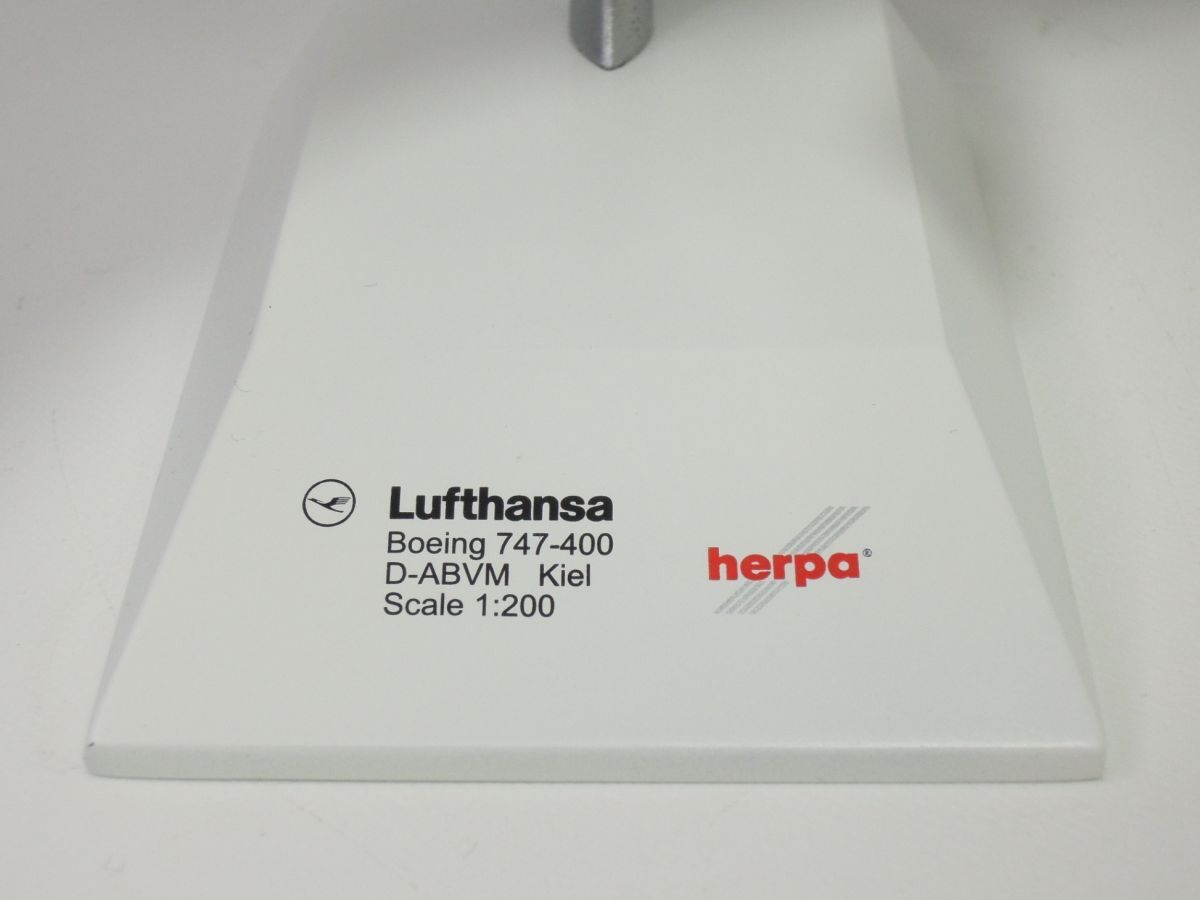 Lufthansa
Boeing 747-400
D-ABVM Kiel
Scale 1:200
herpa®